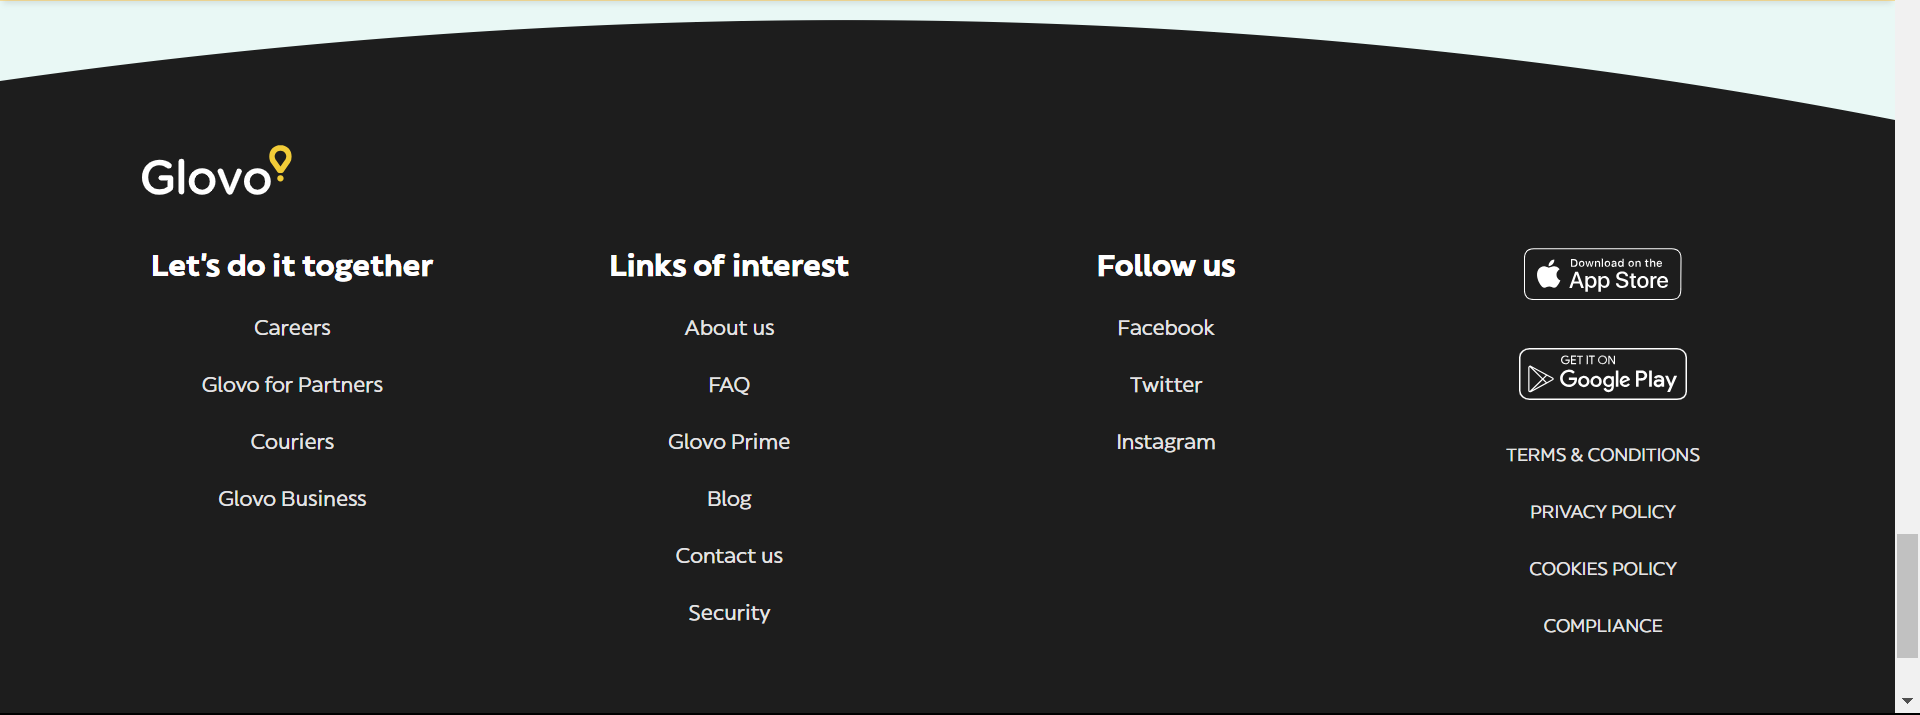 Glovo
Let's do it together
Careers
Glovo for Partners
Couriers
Glovo Business
Links of interest
About us
FAQ
Glovo Prime
Blog
Contact us
Security
Follow us
Facebook
Twitter
Instagram
Download on the
App Store
GET IT ON
Google Play
TERMS & CONDITIONS
PRIVACY POLICY
COOKIES POLICY
COMPLIANCE